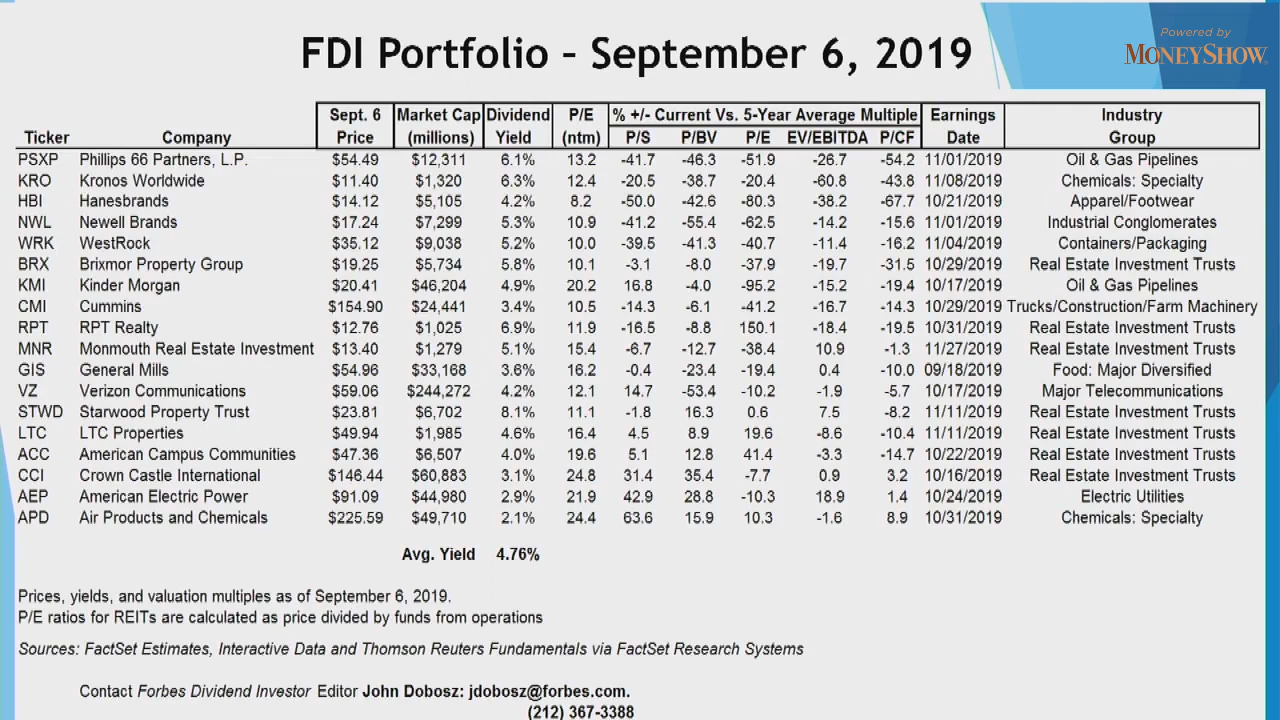 Powered by
MONEYSHOW
FDI Portfolio – September 6, 2019
Sept. 6 Market Cap Dividend P/E % +/- Current Vs. 5-Year Average Multiple Earnings Industry
Ticker Company Price (millions) Yield (ntm) P/S P/BV P/E EV/EBITDA P/CF Date Group
PSXP Phillips 66 Partners, L.P. $54.49 $12,311 6.1% 13.2 -41.7 -46.3 -51.9 -26.7 -54.2 11/01/2019 Oil & Gas Pipelines
KRO Kronos Worldwide $11.40 $1,320 6.3% 12.4 -20.5 -38.7 -20.4 -60.8 -43.8 11/08/2019 Chemicals: Specialty
HBI Hanesbrands $14.12 $5,105 4.2% 8.2 -50.0 -42.6 -80.3 -38.2 -67.7 10/21/2019 Apparel/Footwear
NWL Newell Brands $17.24 $7,299 5.3% 10.9 -41.2 -55.4 -62.5 -14.2 -15.6 11/01/2019 Industrial Conglomerates
WRK WestRock $35.12 $9,038 5.2% 10.0 -39.5 -41.3 -40.7 -11.4 -16.2 11/04/2019 Containers/Packaging
BRX Brixmor Property Group $19.25 $5,734 5.8% 10.1 -3.1 -8.0 -37.9 -19.7 -31.5 10/29/2019 Real Estate Investment Trusts
KMI Kinder Morgan $20.41 $46,204 4.9% 20.2 16.8 -4.0 -95.2 -15.2 -19.4 10/17/2019 Oil & Gas Pipelines
CMI Cummins $154.90 $24,441 3.4% 10.5 -14.3 -6.1 -41.2 -16.7 -14.3 10/29/2019 Trucks/Construction/Farm Machinery
RPT RPT Realty $12.76 $1,025 6.9% 11.9 -16.5 -8.8 150.1 -18.4 -19.5 10/31/2019 Real Estate Investment Trusts
MNR Monmouth Real Estate Investment $13.40 $1,279 5.1% 15.4 -6.7 -12.7 -38.4 10.9 -1.3 11/27/2019 Real Estate Investment Trusts
GIS General Mills $54.96 $33,168 3.6% 16.2 -0.4 -23.4 -19.4 0.4 -10.0 09/18/2019 Food: Major Diversified
VZ Verizon Communications $59.06 $244,272 4.2% 12.1 14.7 -53.4 -10.2 -1.9 -5.7 10/17/2019 Major Telecommunications
STWD Starwood Property Trust $23.81 $6,702 8.1% 11.1 -1.8 16.3 0.6 7.5 -8.2 11/11/2019 Real Estate Investment Trusts
LTC LTC Properties $49.94 $1,985 4.6% 16.4 4.5 8.9 19.6 -8.6 -10.4 11/11/2019 Real Estate Investment Trusts
ACC American Campus Communities $47.36 $6,507 4.0% 19.6 5.1 12.8 41.4 -3.3 -14.7 10/22/2019 Real Estate Investment Trusts
CCI Crown Castle International $146.44 $60,883 3.1% 24.8 31.4 35.4 -7.7 0.9 3.2 10/16/2019 Real Estate Investment Trusts
AEP American Electric Power $91.09 $44,980 2.9% 21.9 42.9 28.8 -10.3 18.9 1.4 10/24/2019 Electric Utilities
APD Air Products and Chemicals $225.59 $49,710 2.1% 24.4 63.6 15.9 10.3 -1.6 8.9 10/31/2019 Chemicals: Specialty
Avg. Yield 4.76%
Prices, yields, and valuation multiples as of September 6, 2019.
P/E ratios for REITs are calculated as price divided by funds from operations
Sources: FactSet Estimates, Interactive Data and Thomson Reuters Fundamentals via FactSet Research Systems
Contact Forbes Dividend Investor Editor John Dobosz: jdobosz@forbes.com.
(212) 367-3388